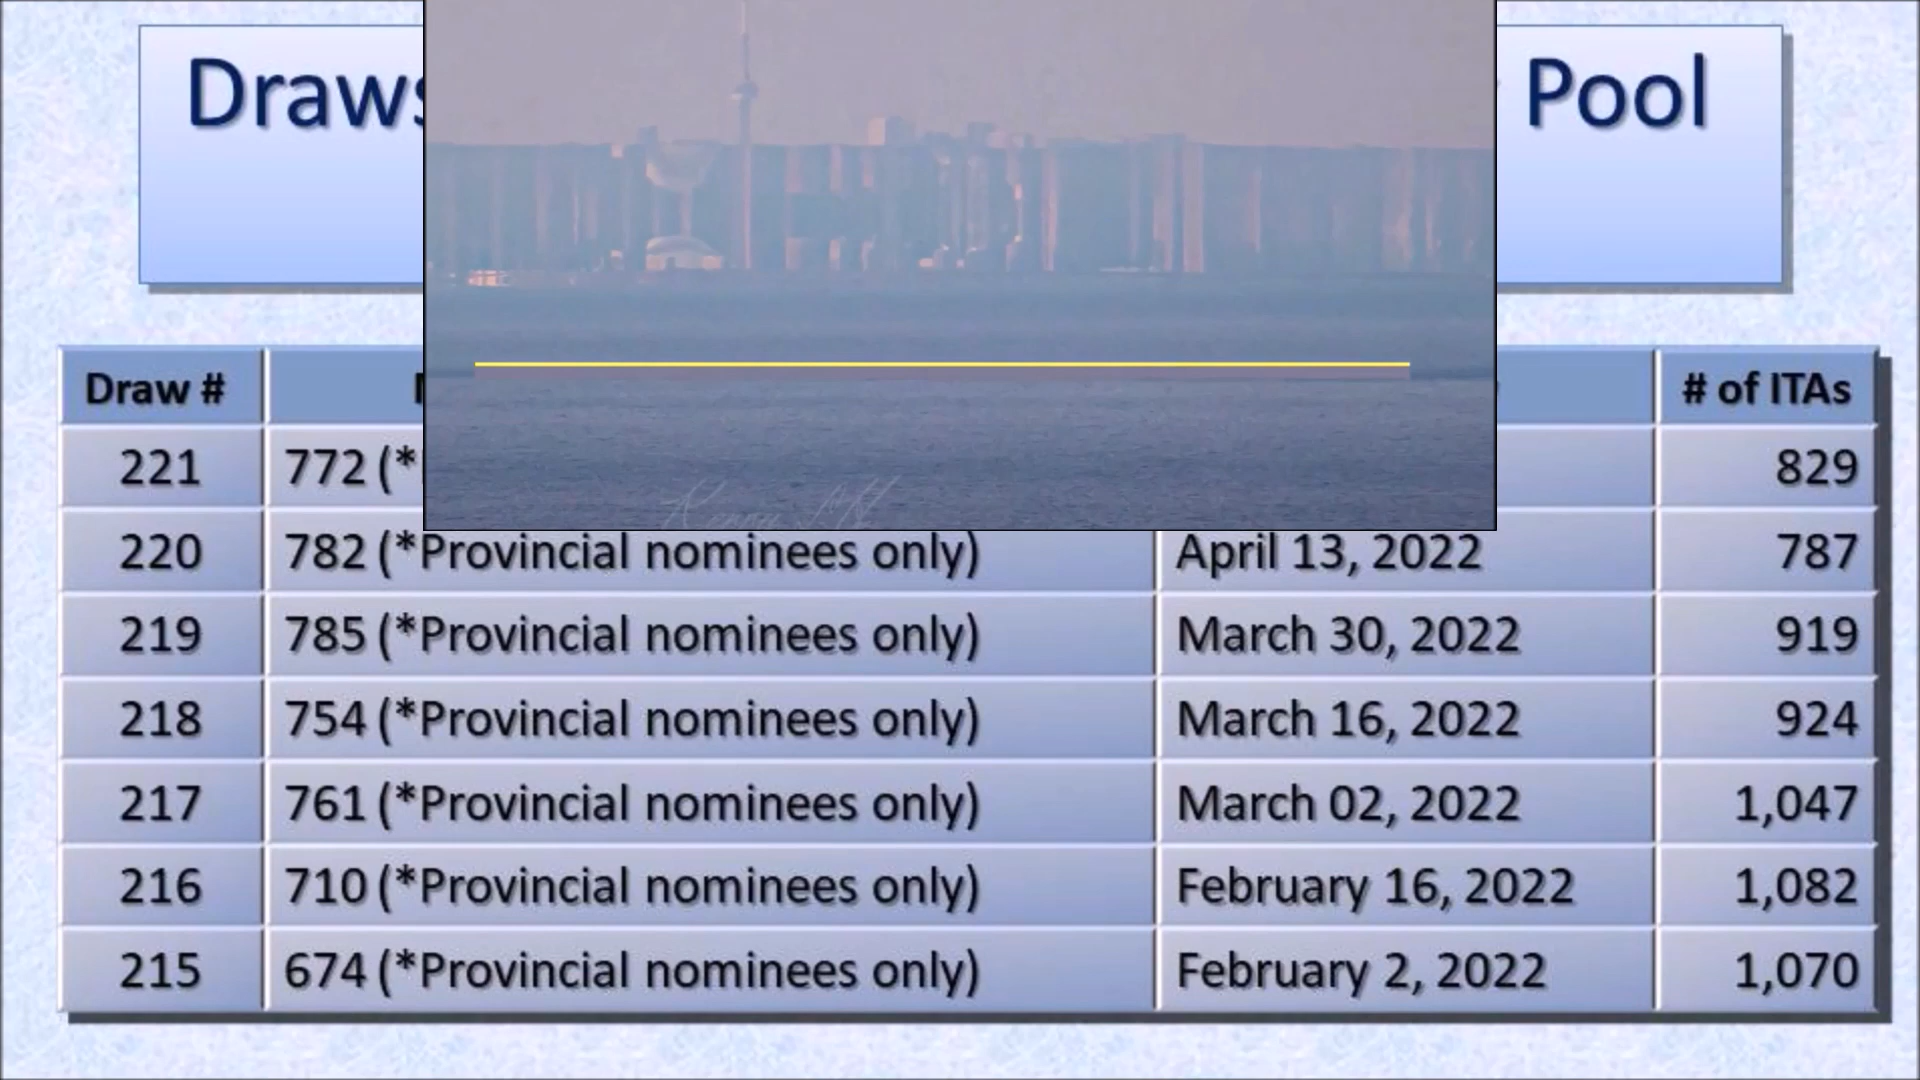 Draws Pool
Draw # # of ITAs
221 772 (* 829
220 782 (*Provincial nominees only) April 13, 2022 787
219 785 (*Provincial nominees only) March 30, 2022 919
218 754 (*Provincial nominees only) March 16, 2022 924
217 761 (*Provincial nominees only) March 02, 2022 1,047
216 710 (*Provincial nominees only) February 16, 2022 1,082
215 674 (*Provincial nominees only) February 2, 2022 1,070